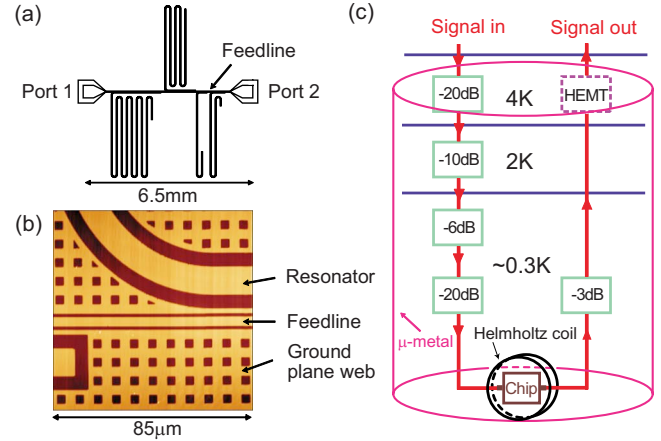 (a)
Feedline
Port 1
Port 2
6.5mm
(b)
Resonator
Feedline
Ground
plane web
85μm
(c)
Signal in
Signal out
-20dB
4K
HEMT
-10dB
2K
-6dB
~0.3K
-20dB
-3dB
μ-metal
Helmholtz coil
Chip